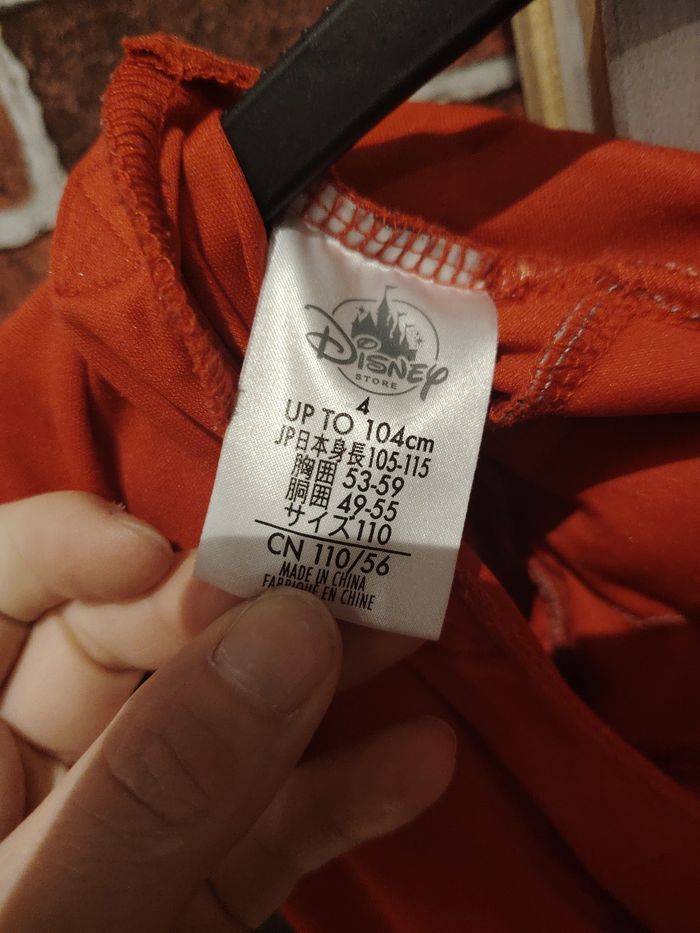 Disney
STORE
4
UP TO 104cm
JP日本身長105-115
胸囲 53-59
胴囲 49-55
サイズ110
CN 110/56
MADE IN CHINA
FABRIQUÉ EN CHINE